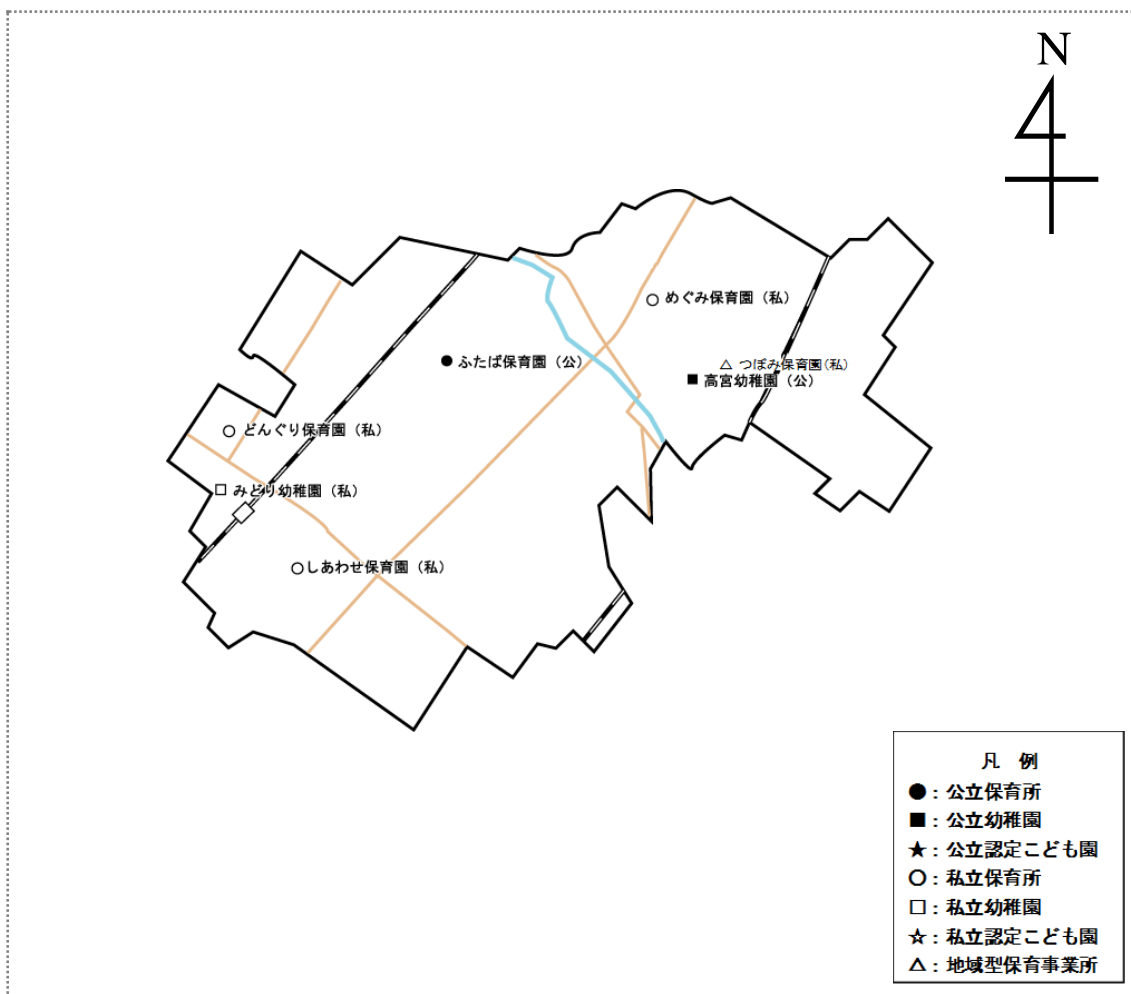 N
○ めぐみ保育園（私）
● ふたば保育園（公）
△ つぼみ保育園（私）
■ 高宮幼稚園（公）
○ どんぐり保育園（私）
□ みどり幼稚園（私）
○ しあわせ保育園（私）
凡　例
●：公立保育所
■：公立幼稚園
★：公立認定こども園
○：私立保育所
□：私立幼稚園
☆：私立認定こども園
△：地域型保育事業所